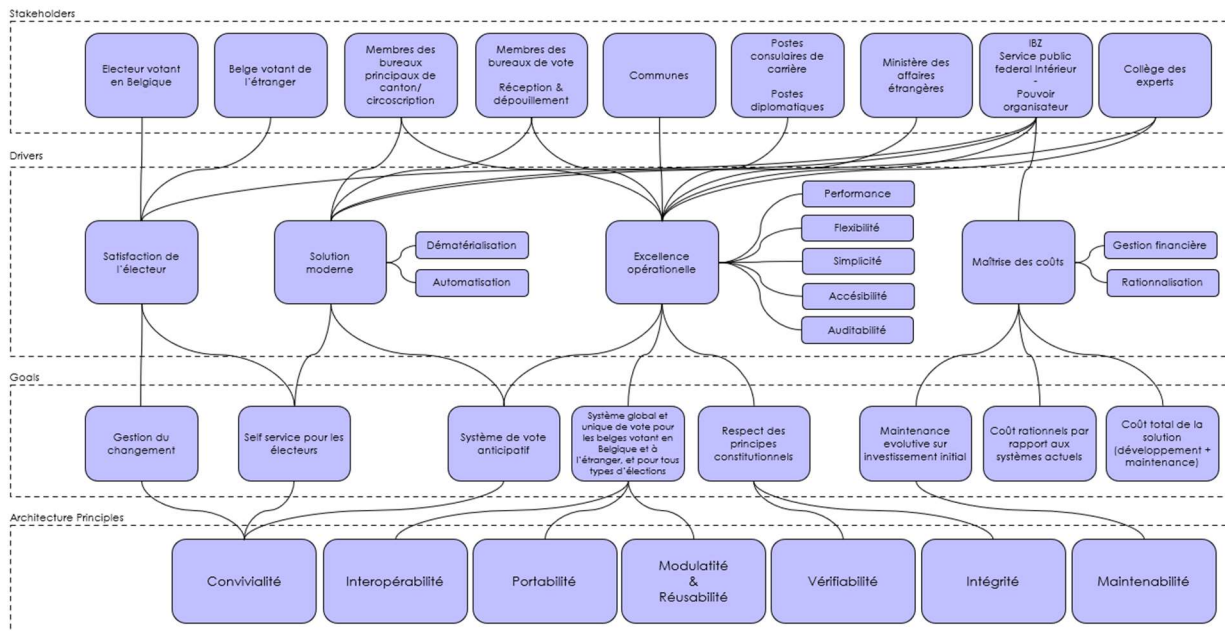 Stakeholders
Electeur votant
en Belgique
Belge votant de
l'étranger
Membres des
bureaux
principaux de
canton/
circoscription
Membres des
bureaux de vote
Réception &
dépouillement
Communes
Postes
consulaires de
carrière
Postes
diplomatiques
Ministère des
affaires
étrangères
IBZ
Service public
federal Intérieur
-
Pouvoir
organisateur
Collège des
experts
Drivers
Satisfaction de
l'électeur
Solution
moderne
Dématérialisation
Automatisation
Excellence
opérationelle
Performance
Flexibilité
Simplicité
Accésibilité
Auditabilité
Maîtrise des coûts
Gestion financière
Rationnalisation
Goals
Gestion du
changement
Self service pour les
électeurs
Système de vote
anticipatif
Système global et
unique de vote pour
les belges votant en
Belgique et à
l'étranger, et pour tous
types d'élections
Respect des
principes
constitutionnels
Maintenance
evolutive sur
investissement initial
Coût rationnels par
rapport aux
systèmes actuels
Coût total de la
solution
(développement +
maintenance)
Architecture Principles
Convivialité
Interopérabilité
Portabilité
Modulatité
&
Réusabilité
Vérifiabilité
Intégrité
Maintenabilité